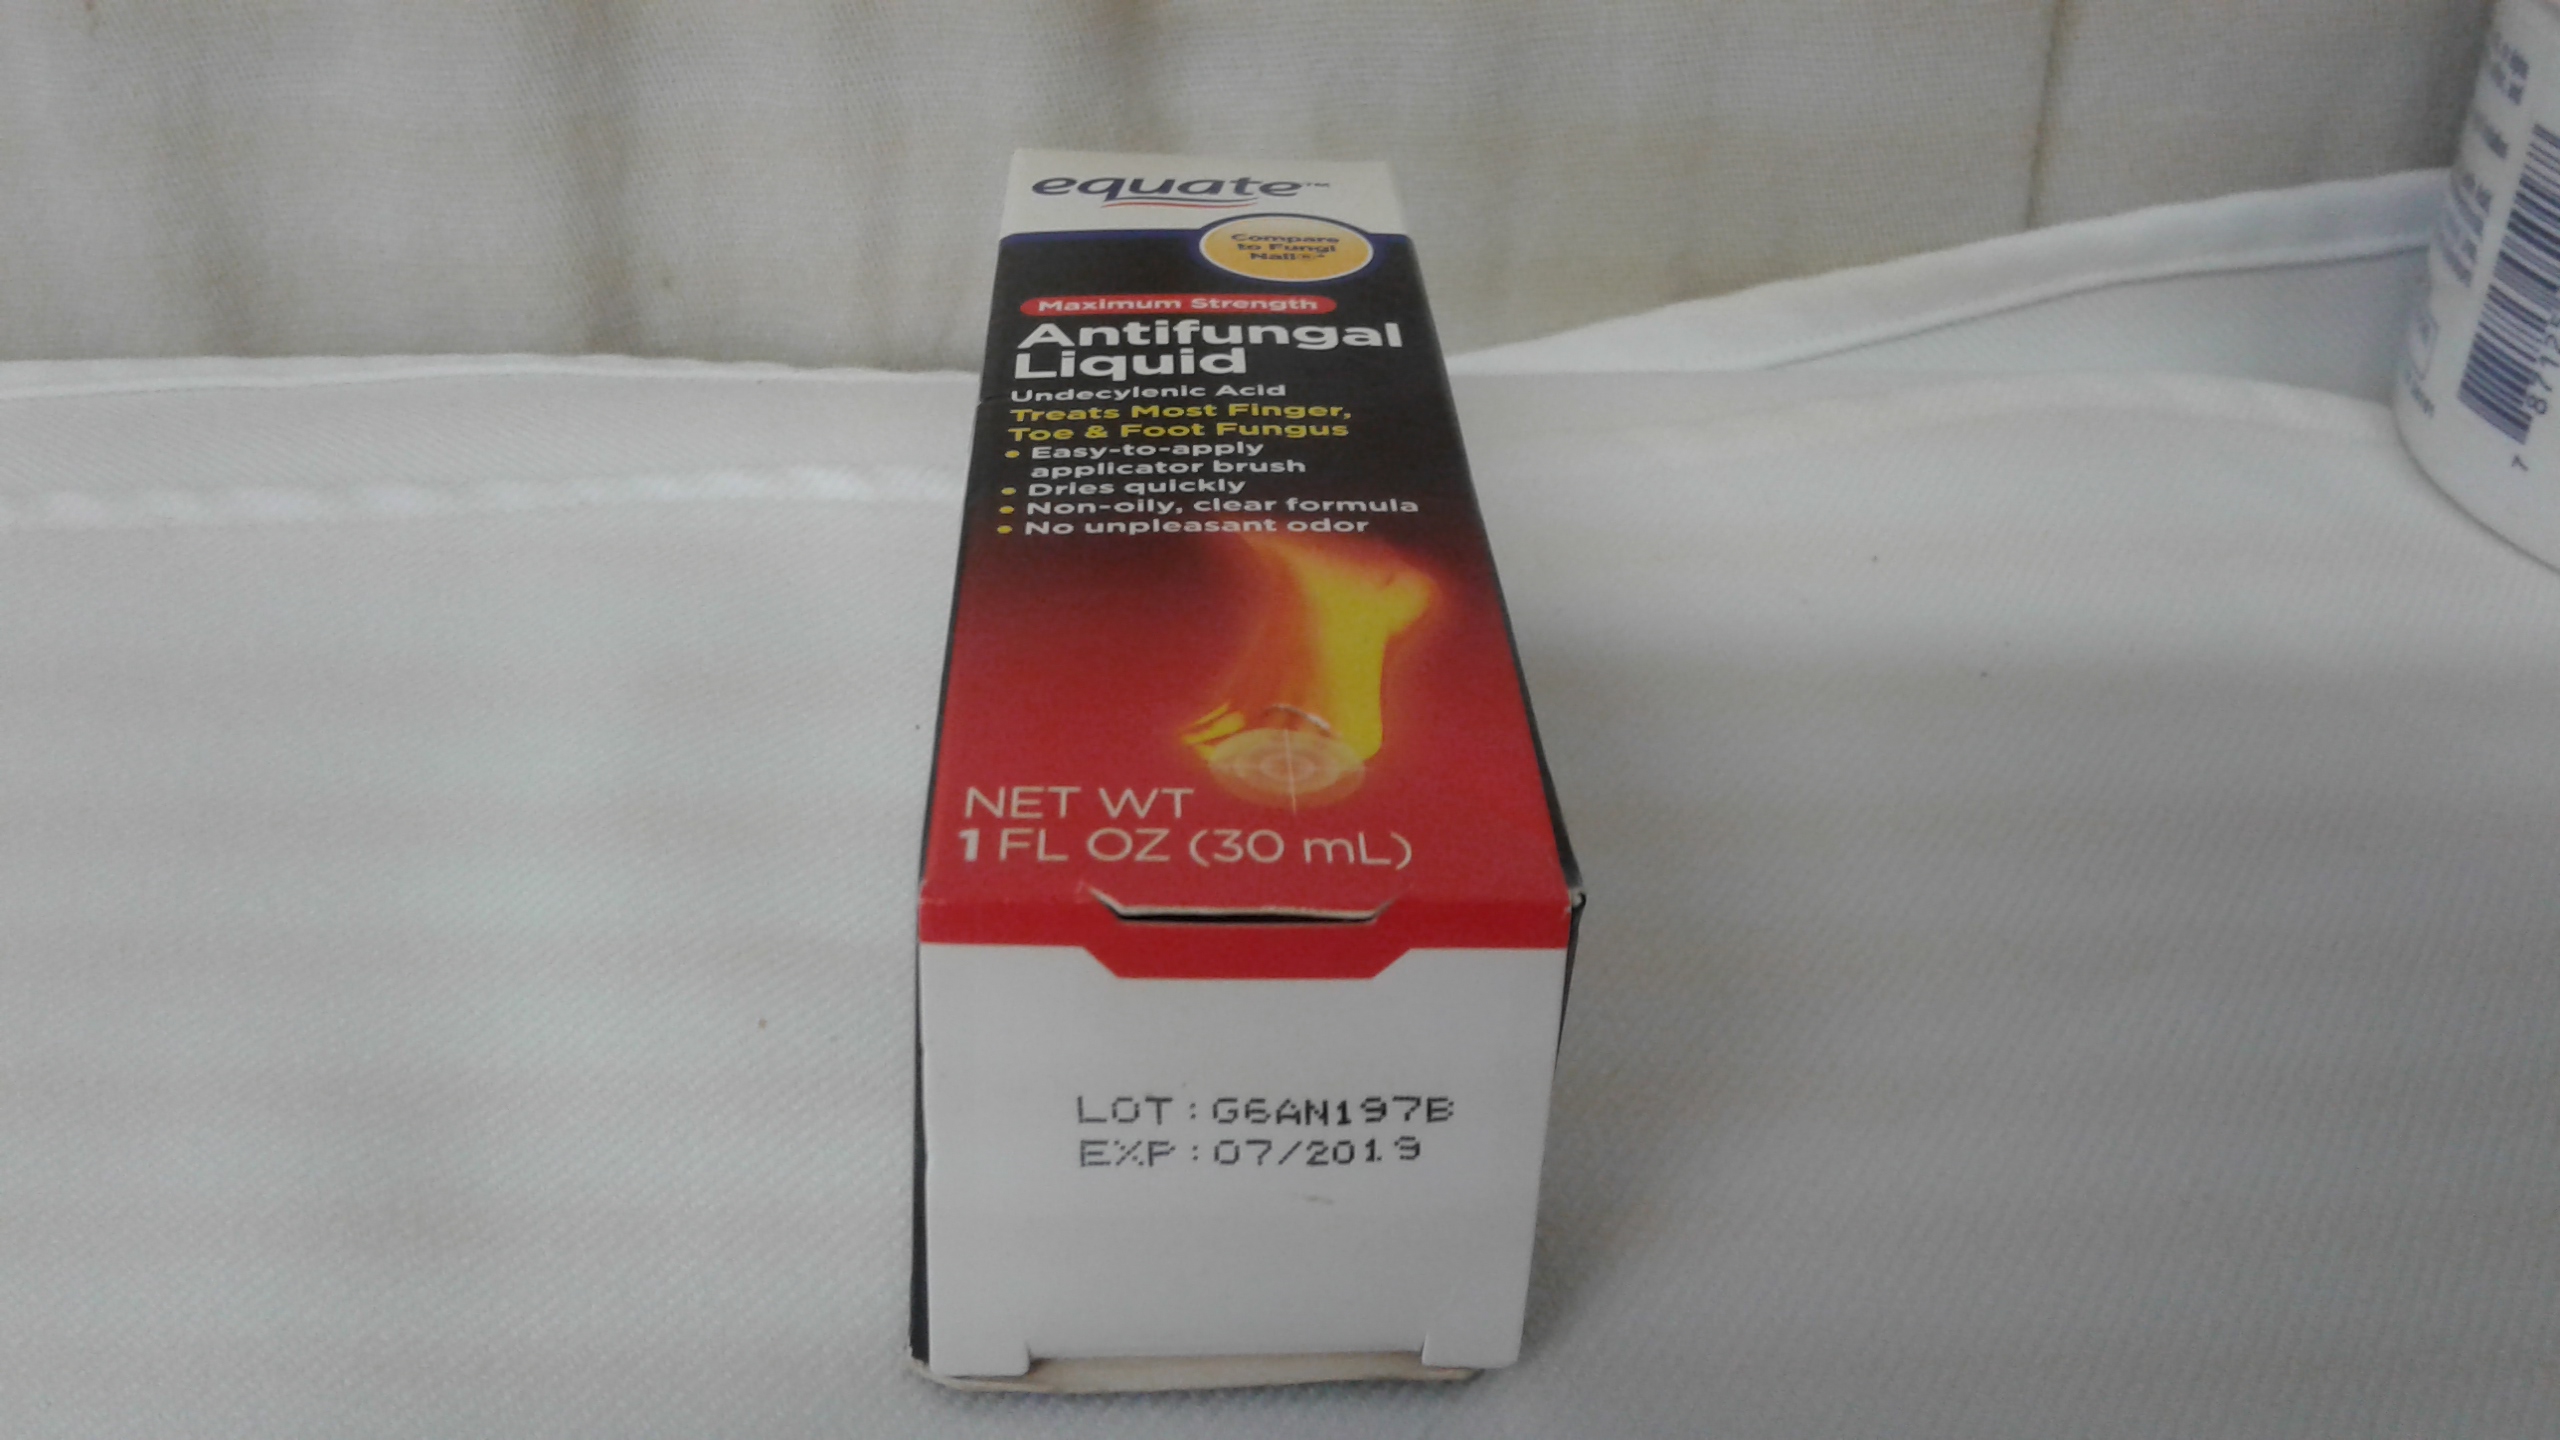 equate™
Compare
to Fungi
Nail®*
Maximum Strength
Antifungal
Liquid
Undecylenic Acid
Treats Most Finger,
Toe & Foot Fungus
• Easy-to-apply
applicator brush
• Dries quickly
• Non-oily, clear formula
• No unpleasant odor
NET WT
1 FL OZ (30 mL)
LOT:G6AN197B
EXP:07/2019